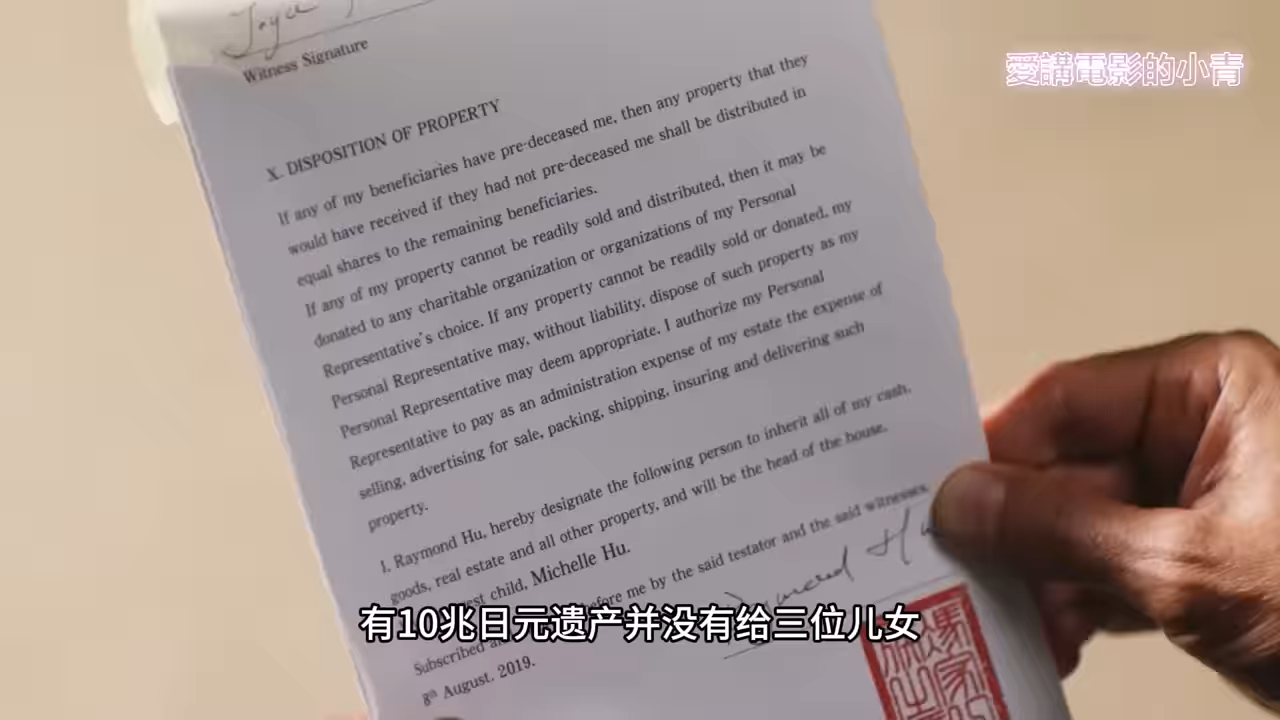 愛講電影的小青
Witness Signature
X. DISPOSITION OF PROPERTY
If any of my beneficiaries have pre-deceased me, then any property that they
would have received if they had not pre-deceased me shall be distributed in
equal shares to the remaining beneficiaries.
If any of my property cannot be readily sold and distributed, then it may be
donated to any charitable organization or organizations of my Personal
Representative's choice. If any property cannot be readily sold or donated, my
Personal Representative may, without liability, dispose of such property as my
Personal Representative may deem appropriate. I authorize my Personal
Representative to pay as an administration expense of my estate the expense of
selling, advertising for sale, packing, shipping, insuring and delivering such
property.
I, Raymond Hu, hereby designate the following person to inherit all of my cash,
goods, real estate and all other property, and will be the head of the house,
child, Michelle Hu.
Subscribed before me by the said testator and the said witnesses
8th August, 2019.
有10兆日元遗产并没有给三位儿女